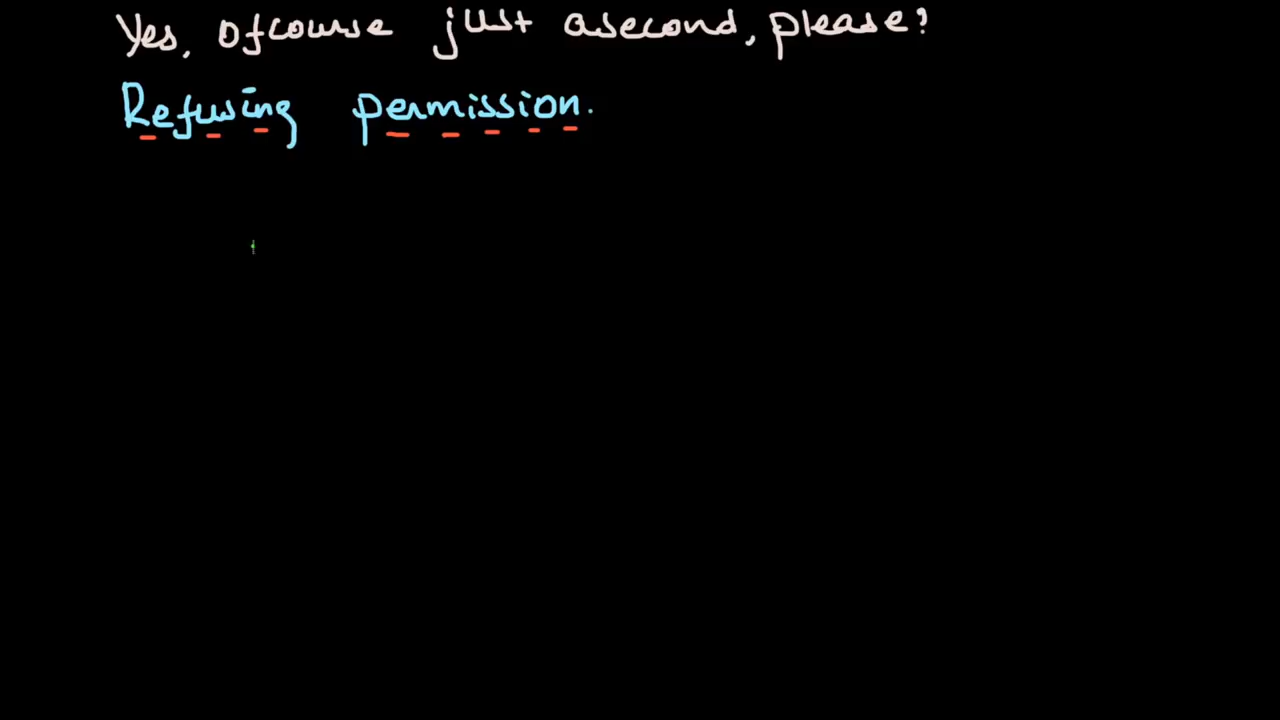 Yes, ofcourse just asecond, please?
Refusing permission.